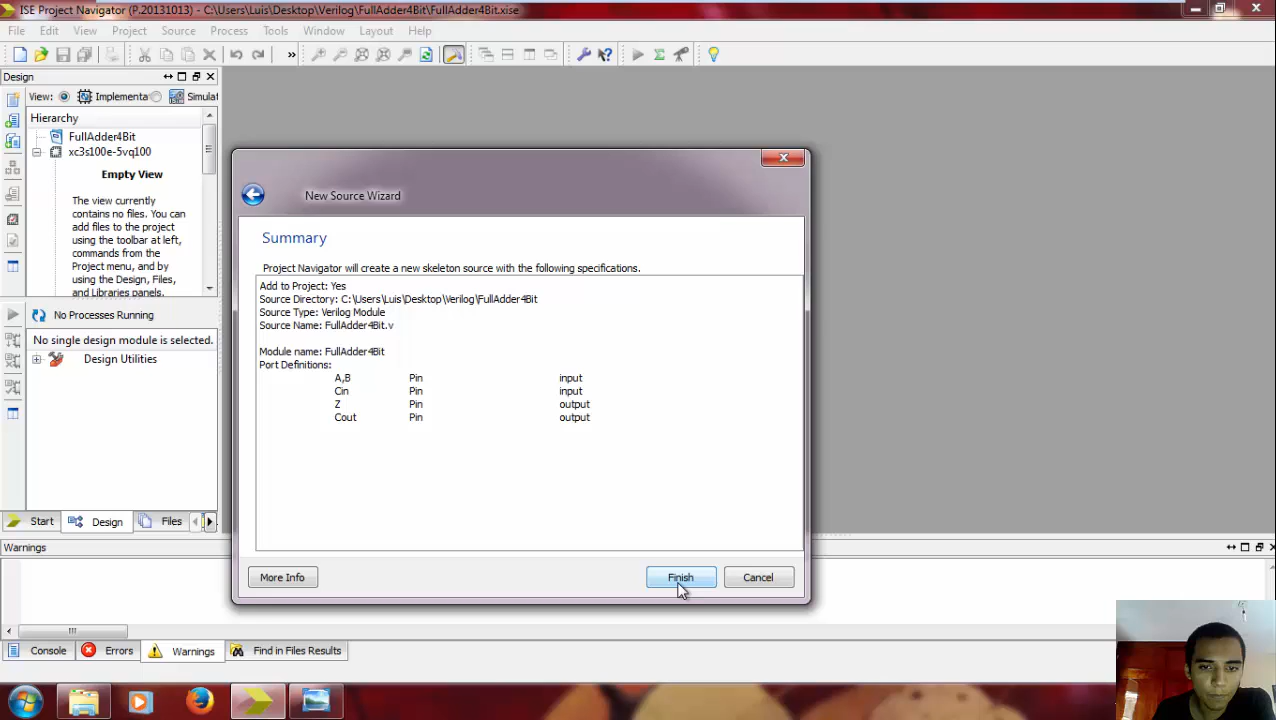 ISE Project Navigator (P.20131013) - C:\Users\Luis\Desktop\Verilog\FullAdder4Bit\FullAdder4Bit.xise
File Edit View Project Source Process Tools Window Layout Help
»
Design
View: Implementa Simulat
Hierarchy
FullAdder4Bit
xc3s100e-5vq100
Empty View
The view currently
contains no files. You can
add files to the project
using the toolbar at left,
commands from the
Project menu, and by
using the Design, Files,
and Libraries panels.
No Processes Running
No single design module is selected.
Design Utilities
Start Design Files
New Source Wizard
Summary
Project Navigator will create a new skeleton source with the following specifications.
Add to Project: Yes
Source Directory: C:\Users\Luis\Desktop\Verilog\FullAdder4Bit
Source Type: Verilog Module
Source Name: FullAdder4Bit.v
Module name: FullAdder4Bit
Port Definitions:
A,B Pin input
Cin Pin input
Z Pin output
Cout Pin output
More Info Finish Cancel
Warnings
Console Errors Warnings Find in Files Results